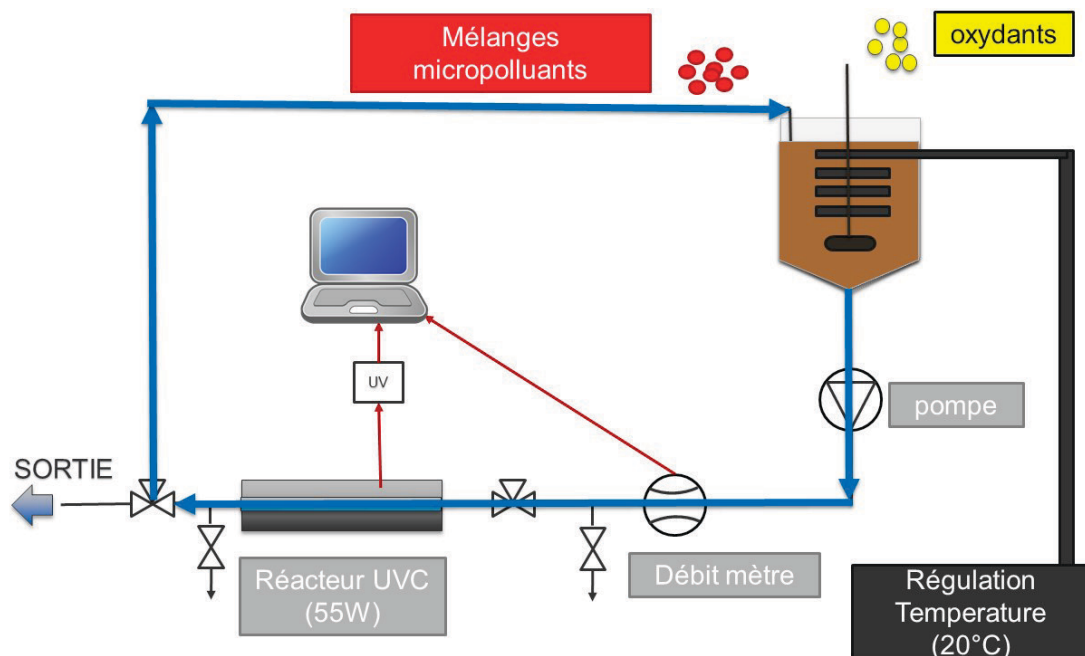 Mélanges
micropolluants
oxydants
UV
pompe
SORTIE
Réacteur UVC
(55W)
Débit mètre
Régulation
Temperature
(20°C)